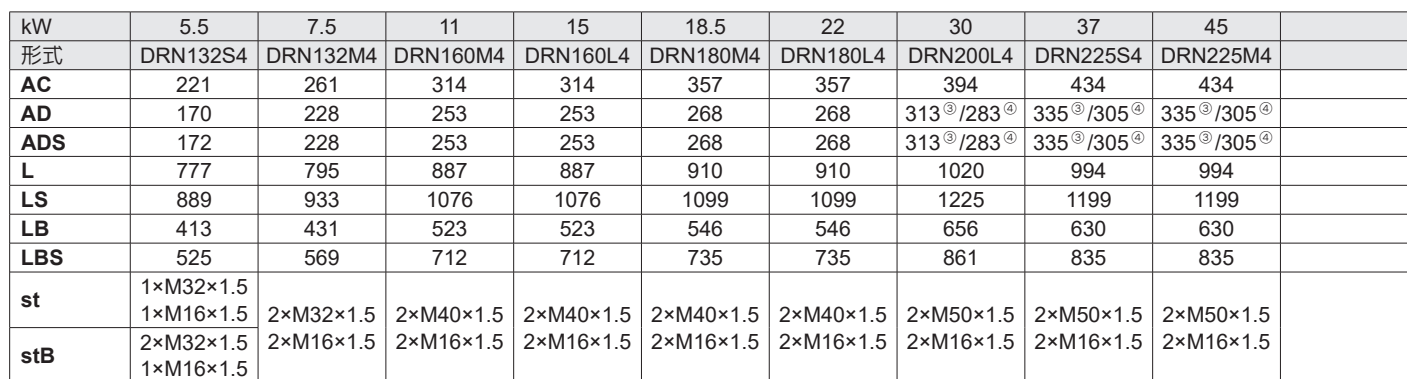 kW 5.5 7.5 11 15 18.5 22 30 37 45
形式 DRN132S4 DRN132M4 DRN160M4 DRN160L4 DRN180M4 DRN180L4 DRN200L4 DRN225S4 DRN225M4
AC 221 261 314 314 357 357 394 434 434
AD 170 228 253 253 268 268 313③/283④ 335③/305④ 335③/305④
ADS 172 228 253 253 268 268 313③/283④ 335③/305④ 335③/305④
L 777 795 887 887 910 910 1020 994 994
LS 889 933 1076 1076 1099 1099 1225 1199 1199
LB 413 431 523 523 546 546 656 630 630
LBS 525 569 712 712 735 735 861 835 835
st 1×M32×1.5
1×M16×1.5 2×M32×1.5 2×M40×1.5 2×M40×1.5 2×M40×1.5 2×M40×1.5 2×M50×1.5 2×M50×1.5 2×M50×1.5
stB 2×M32×1.5 2×M16×1.5 2×M16×1.5 2×M16×1.5 2×M16×1.5 2×M16×1.5 2×M16×1.5 2×M16×1.5 2×M16×1.5
1×M16×1.5